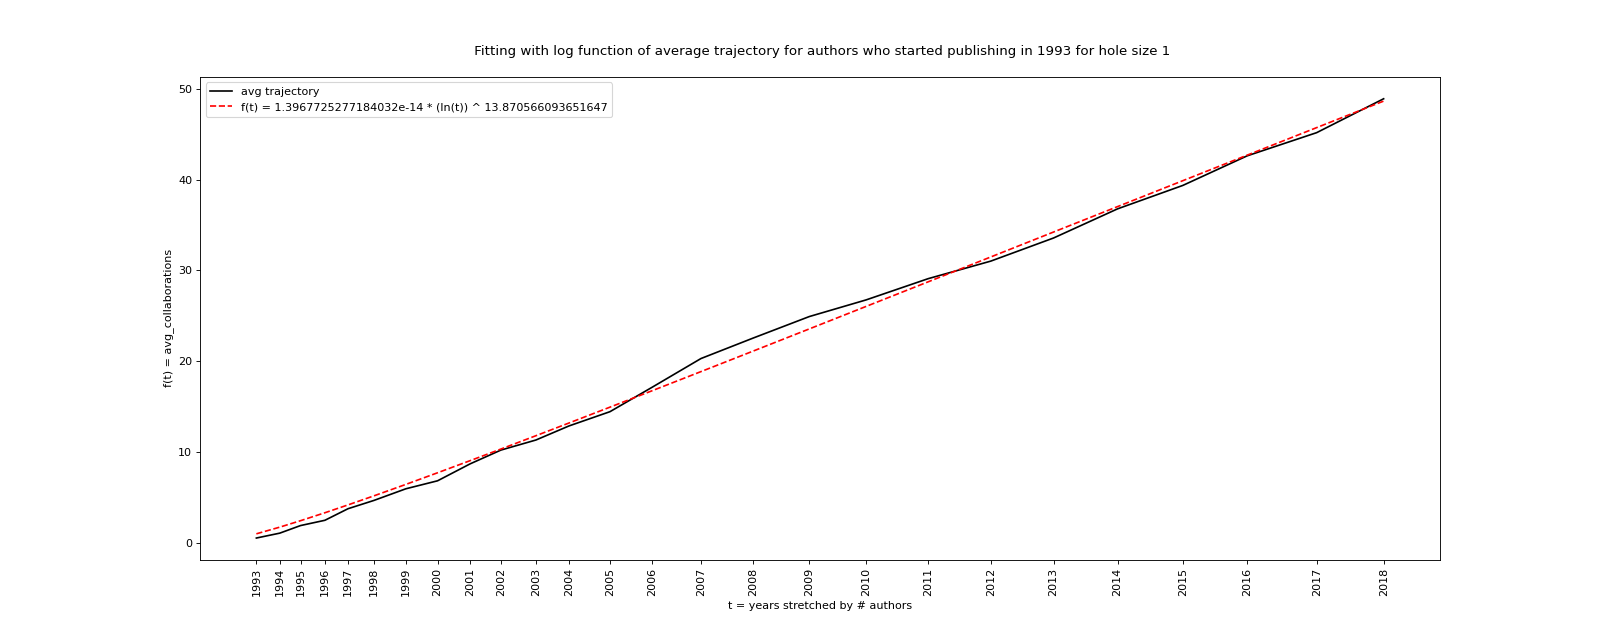 Fitting with log function of average trajectory for authors who started publishing in 1993 for hole size 1
avg trajectory
f(t) = 1.3967725277184032e-14 * (ln(t)) ^ 13.870566093651647
50
40
30
20
10
0
f(t) = avg_collaborations
1993 1994 1995 1996 1997 1998 1999 2000 2001 2002 2003 2004 2005 2006 2007 2008 2009 2010 2011 2012 2013 2014 2015 2016 2017 2018
t = years stretched by # authors